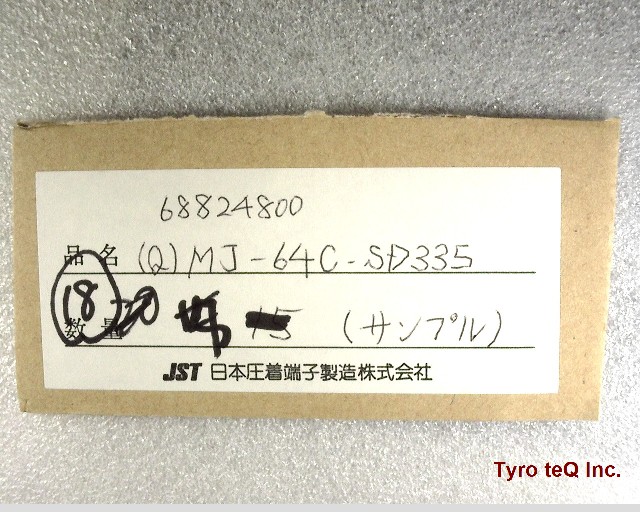 68824800
品名 (Q) MJ-64C-SD335
数量 18 (サンプル)
JST 日本圧着端子製造株式会社
Tyro teQ Inc.